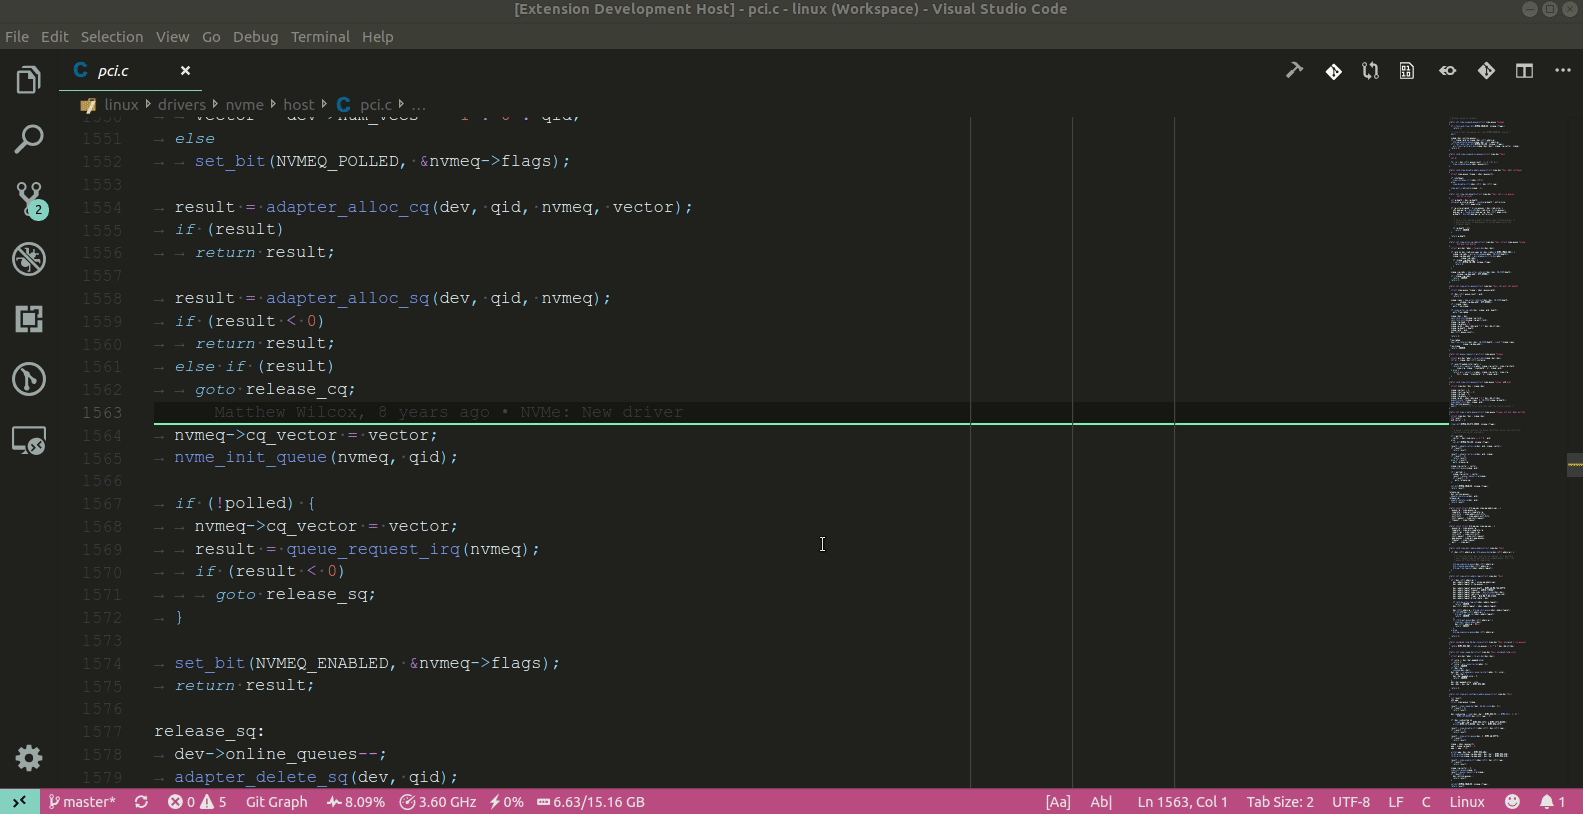 [Extension Development Host] - pci.c - linux (Workspace) - Visual Studio Code
File Edit Selection View Go Debug Terminal Help
C pci.c
linux drivers nvme host C pci.c ...
1551 else
1552 set_bit(NVMEQ_POLLED, &nvmeq->flags);
1553
1554 result = adapter_alloc_cq(dev, qid, nvmeq, vector);
1555 if (result)
1556 return result;
1557
1558 result = adapter_alloc_sq(dev, qid, nvmeq);
1559 if (result < 0)
1560 return result;
1561 else if (result)
1562 goto release_cq;
1563 Matthew Wilcox, 8 years ago • NVMe: New driver
1564 nvmeq->cq_vector = vector;
1565 nvme_init_queue(nvmeq, qid);
1566
1567 if (!polled) {
1568 nvmeq->cq_vector = vector;
1569 result = queue_request_irq(nvmeq);
1570 if (result < 0)
1571 goto release_sq;
1572 }
1573
1574 set_bit(NVMEQ_ENABLED, &nvmeq->flags);
1575 return result;
1576
1577 release_sq:
1578 dev->online_queues--;
1579 adapter_delete_sq(dev, qid);
2
master* 0 5 Git Graph 8.09% 3.60 GHz 0% 6.63/15.16 GB [Aa] Ab| Ln 1563, Col 1 Tab Size: 2 UTF-8 LF C Linux 1